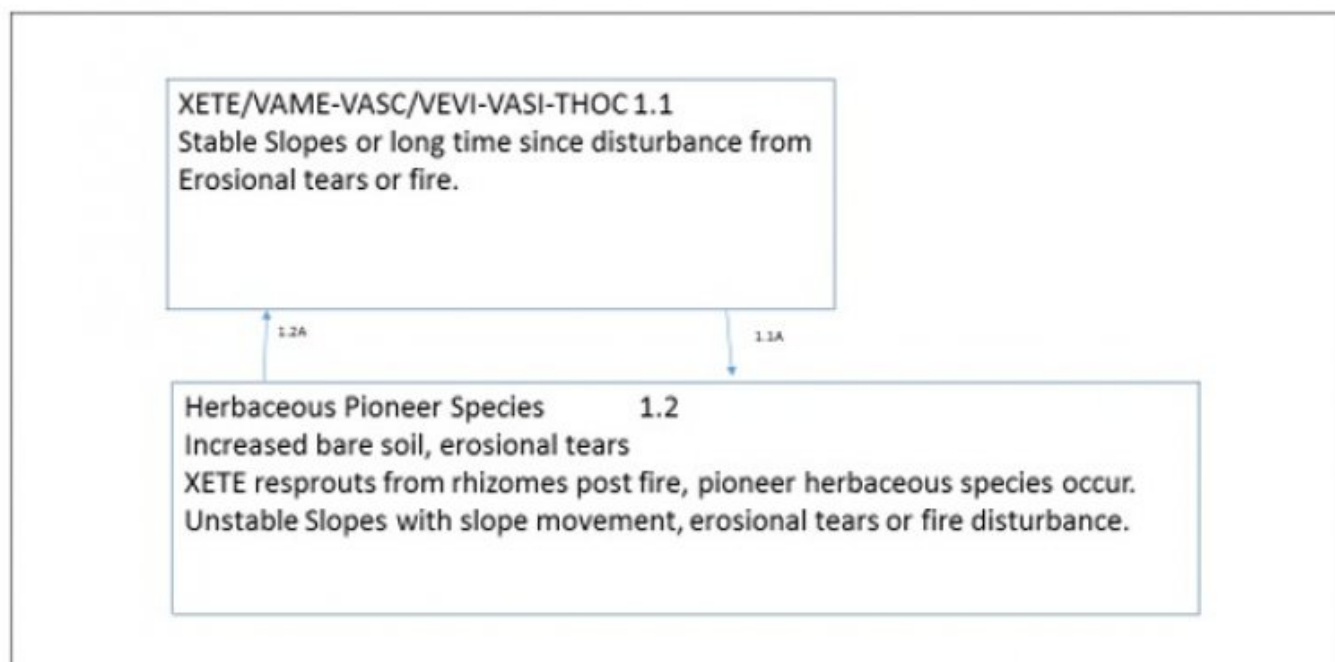 XETE/VAME-VASC/VEVI-VASI-THOC 1.1
Stable Slopes or long time since disturbance from
Erosional tears or fire.
1.2A
1.1A
Herbaceous Pioneer Species 1.2
Increased bare soil, erosional tears
XETE resprouts from rhizomes post fire, pioneer herbaceous species occur.
Unstable Slopes with slope movement, erosional tears or fire disturbance.